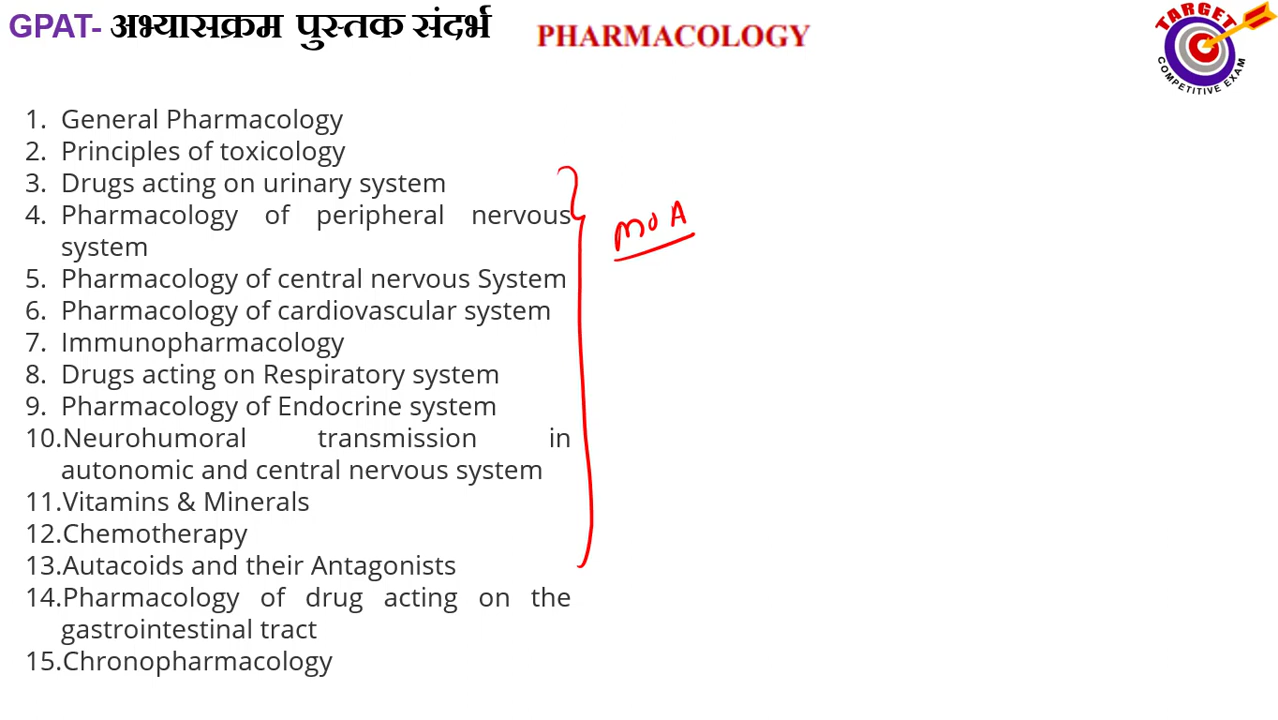 GPAT- अभ्यासक्रम पुस्तक संदर्भ
PHARMACOLOGY
TARGET
COMPETITIVE EXAM
1. General Pharmacology
2. Principles of toxicology
3. Drugs acting on urinary system
4. Pharmacology of peripheral nervous
system
MOA
5. Pharmacology of central nervous System
6. Pharmacology of cardiovascular system
7. Immunopharmacology
8. Drugs acting on Respiratory system
9. Pharmacology of Endocrine system
10.Neurohumoral transmission in
autonomic and central nervous system
11.Vitamins & Minerals
12.Chemotherapy
13.Autacoids and their Antagonists
14.Pharmacology of drug acting on the
gastrointestinal tract
15.Chronopharmacology